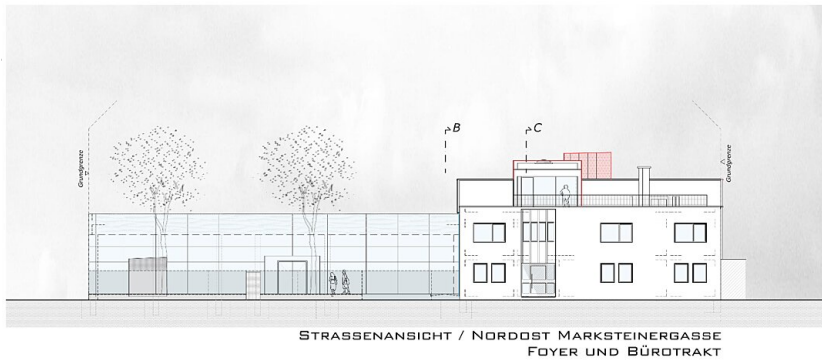 B
C
Grundgrenze
Grundgrenze
STRASSENANSICHT / NORDOST MARKSTEINERGASSE
FOYER UND BÜROTRAKT